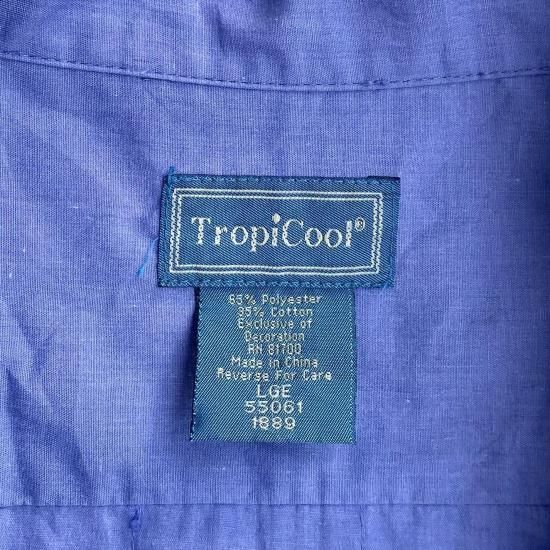 TropiCool®
65% Polyester
35% Cotton
Exclusive of
Decoration
RN 81700
Made In China
Reverse For Care
LGE
55061
1889